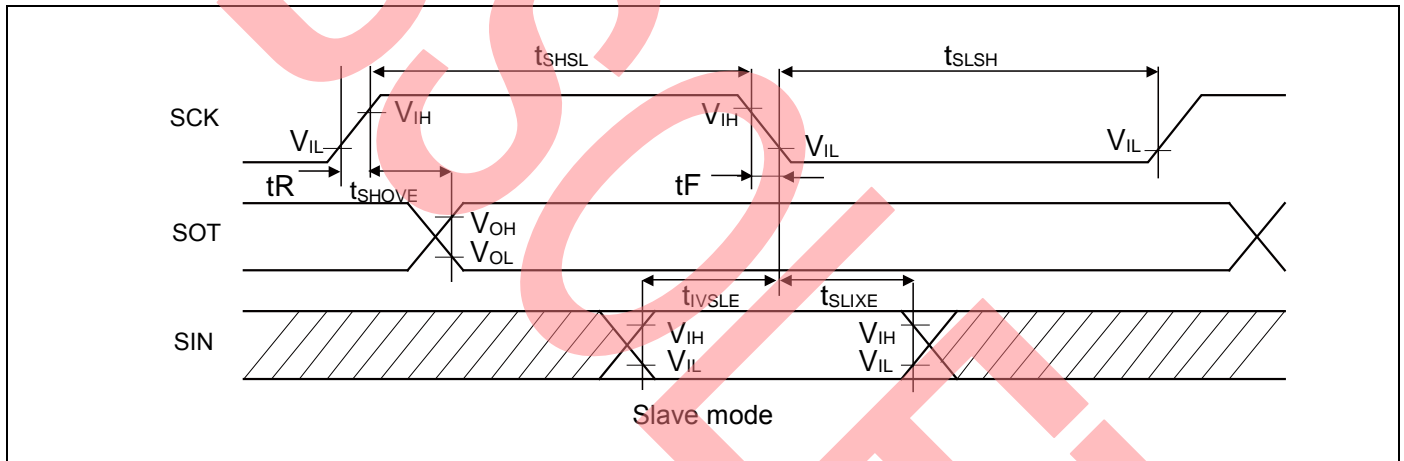 tSHSL tSLSH
SCK VIH VIH
VIL VIL VIL
tR tSHOVE tF
SOT VOH
VOL
tIVSLE tSLIXE
SIN VIH VIH
VIL VIL
Slave mode